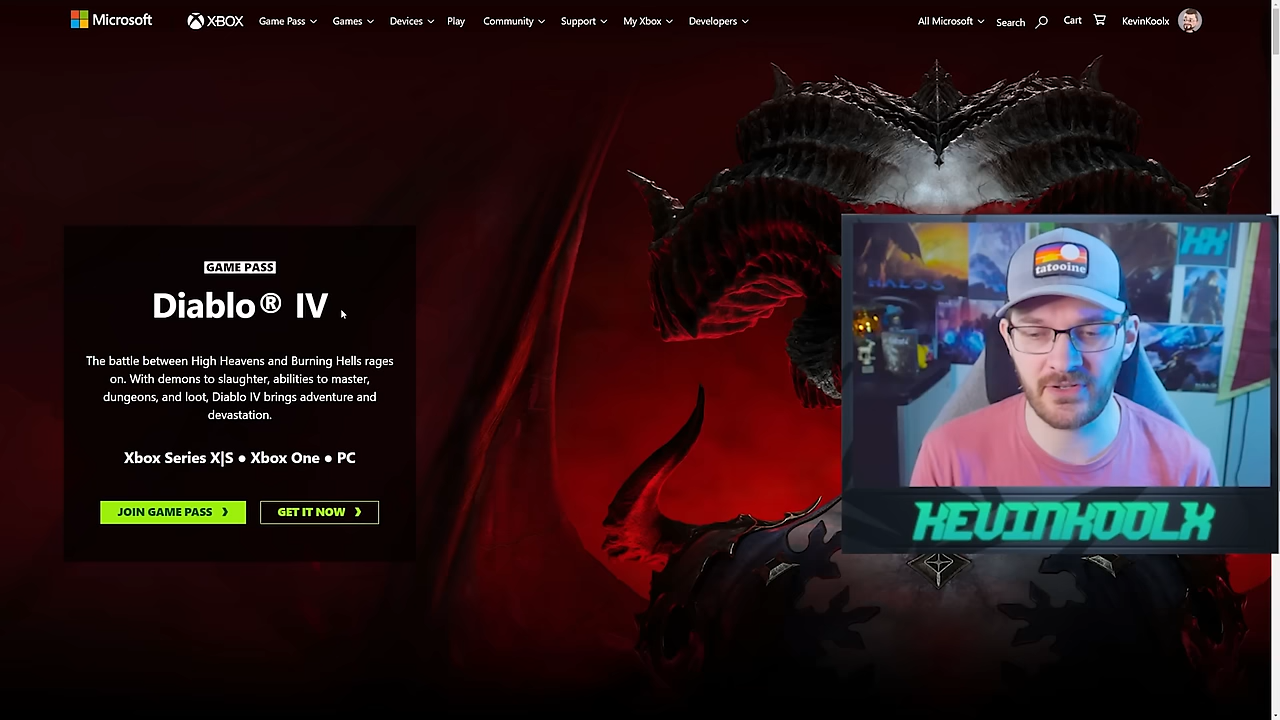 Microsoft
XBOX
Game Pass
Games
Devices
Play
Community
Support
My Xbox
Developers
All Microsoft
Search
Cart
KevinKoolx
GAME PASS
Diablo® IV
The battle between High Heavens and Burning Hells rages
on. With demons to slaughter, abilities to master,
dungeons, and loot, Diablo IV brings adventure and
devastation.
Xbox Series X|S ● Xbox One ● PC
JOIN GAME PASS
GET IT NOW
tatooine
KX
KEVINKOOLX